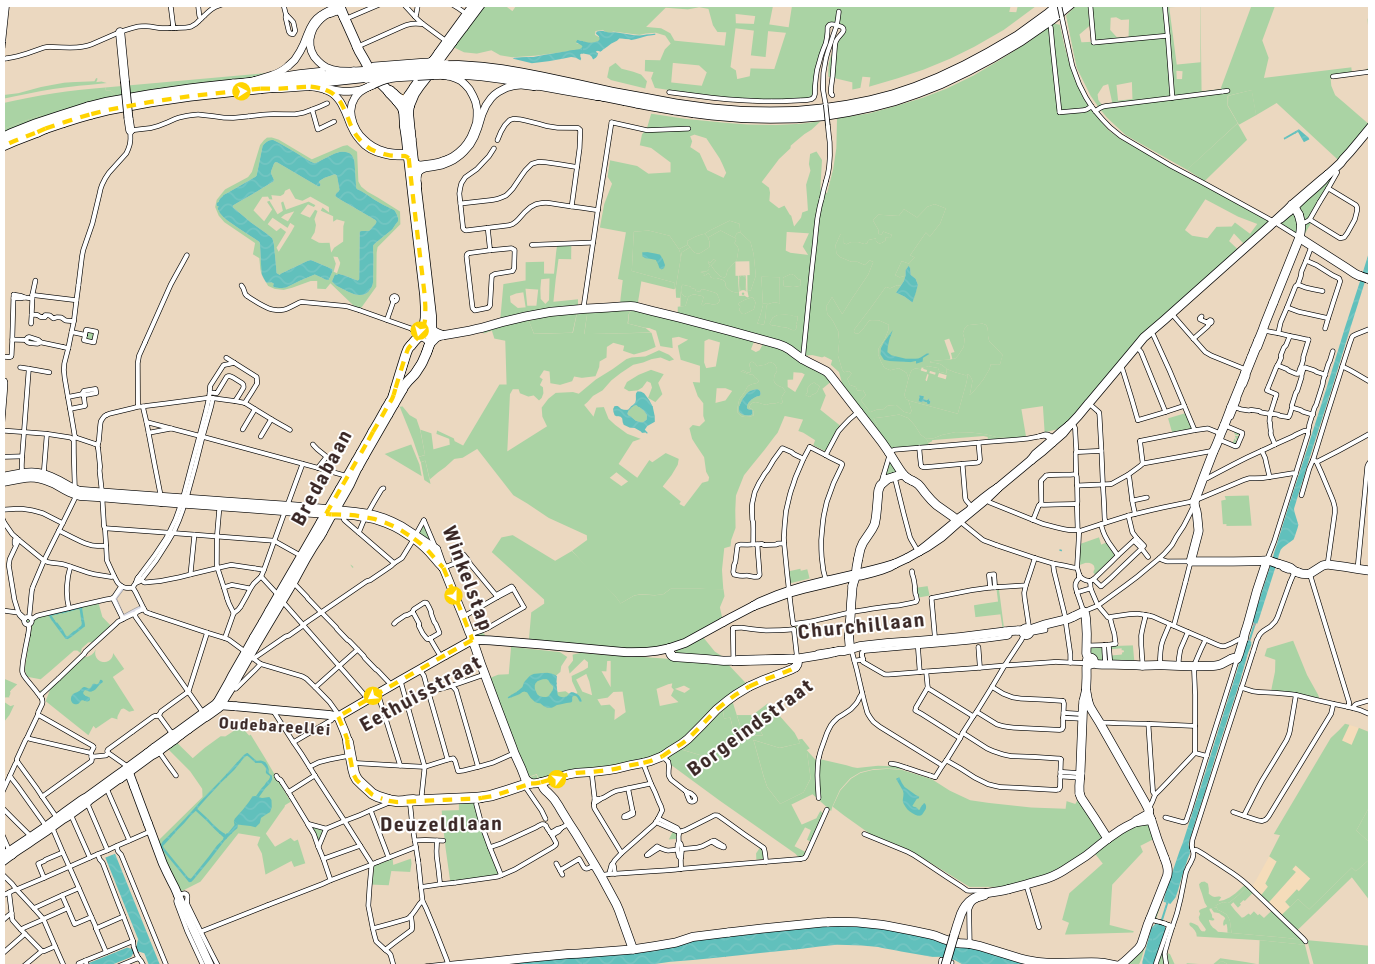 Bredabaan
Winkelstap
Churchillaan
Eethuisstraat
Oudebareellei
Borgeindstraat
Deuzeldlaan